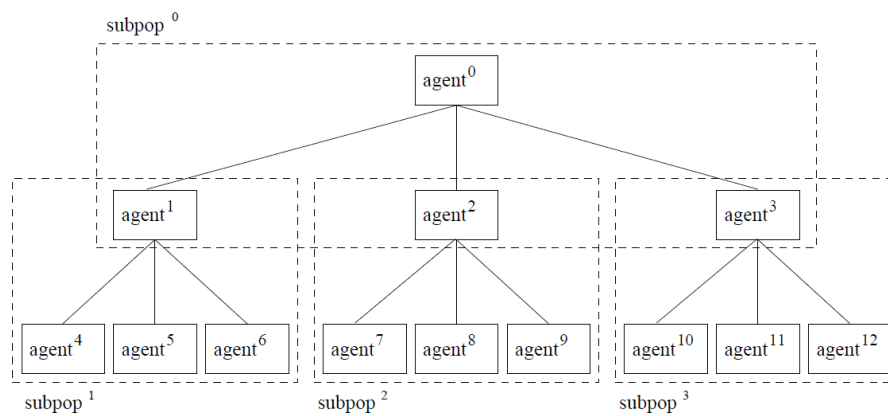 subpop 0
agent0
agent1 agent2 agent3
agent4 agent5 agent6 agent7 agent8 agent9 agent10 agent11 agent12
subpop 1 subpop 2 subpop 3